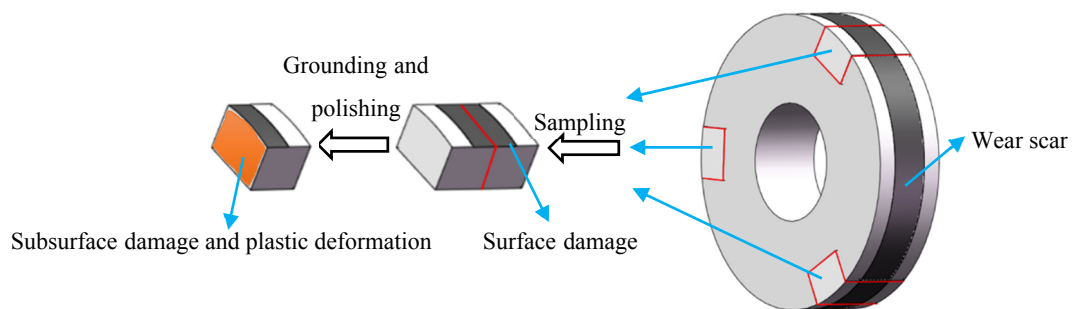 Grounding and
polishing
Sampling
Wear scar
Subsurface damage and plastic deformation
Surface damage